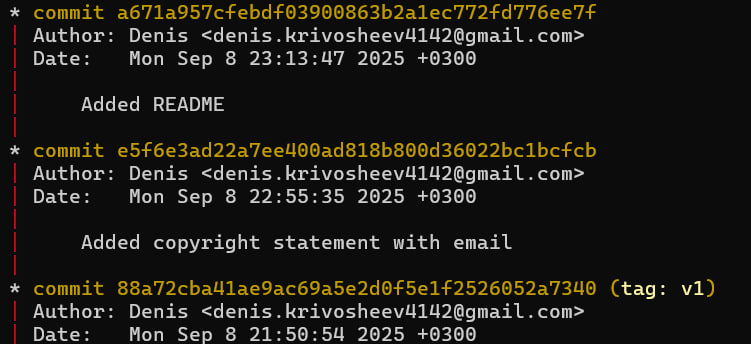 * commit a671a957cfebdf03900863b2a1ec772fd776ee7f
| Author: Denis <denis.krivosheev4142@gmail.com>
| Date:   Mon Sep 8 23:13:47 2025 +0300
|
|     Added README
|
* commit e5f6e3ad22a7ee400ad818b800d36022bc1bcfcb
| Author: Denis <denis.krivosheev4142@gmail.com>
| Date:   Mon Sep 8 22:55:35 2025 +0300
|
|     Added copyright statement with email
|
* commit 88a72cba41ae9ac69a5e2d0f5e1f2526052a7340 (tag: v1)
| Author: Denis <denis.krivosheev4142@gmail.com>
| Date:   Mon Sep 8 21:50:54 2025 +0300